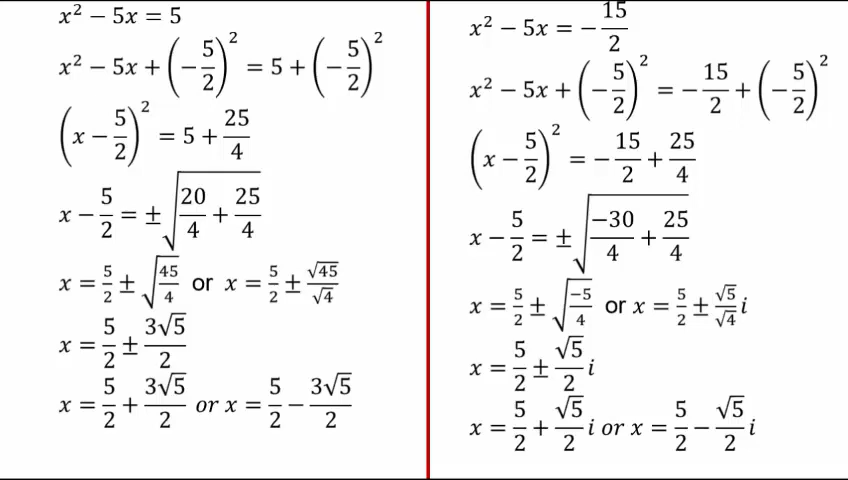 x² − 5x = 5
x² − 5x + (−5/2)² = 5 + (−5/2)²
(x − 5/2)² = 5 + 25/4
x − 5/2 = ± √(20/4 + 25/4)
x = 5/2 ± √(45/4) or x = 5/2 ± √45/√4
x = 5/2 ± 3√5/2
x = 5/2 + 3√5/2 or x = 5/2 − 3√5/2
x² − 5x = −15/2
x² − 5x + (−5/2)² = −15/2 + (−5/2)²
(x − 5/2)² = −15/2 + 25/4
x − 5/2 = ± √(−30/4 + 25/4)
x = 5/2 ± √(−5/4) or x = 5/2 ± √5/√4 i
x = 5/2 ± √5/2 i
x = 5/2 + √5/2 i or x = 5/2 − √5/2 i